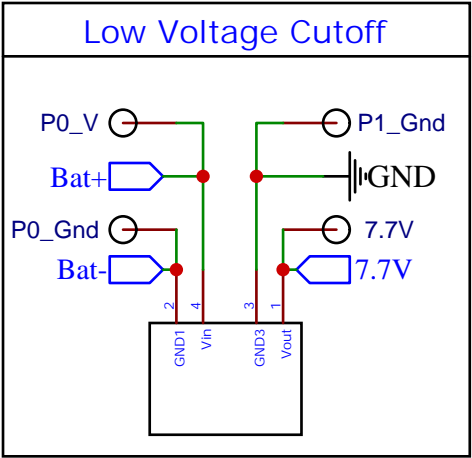 Low Voltage Cutoff
P0_V
P1_Gnd
Bat+
GND
P0_Gnd
7.7V
Bat-
7.7V
2
4
3
1
GND1
Vin
GND3
Vout